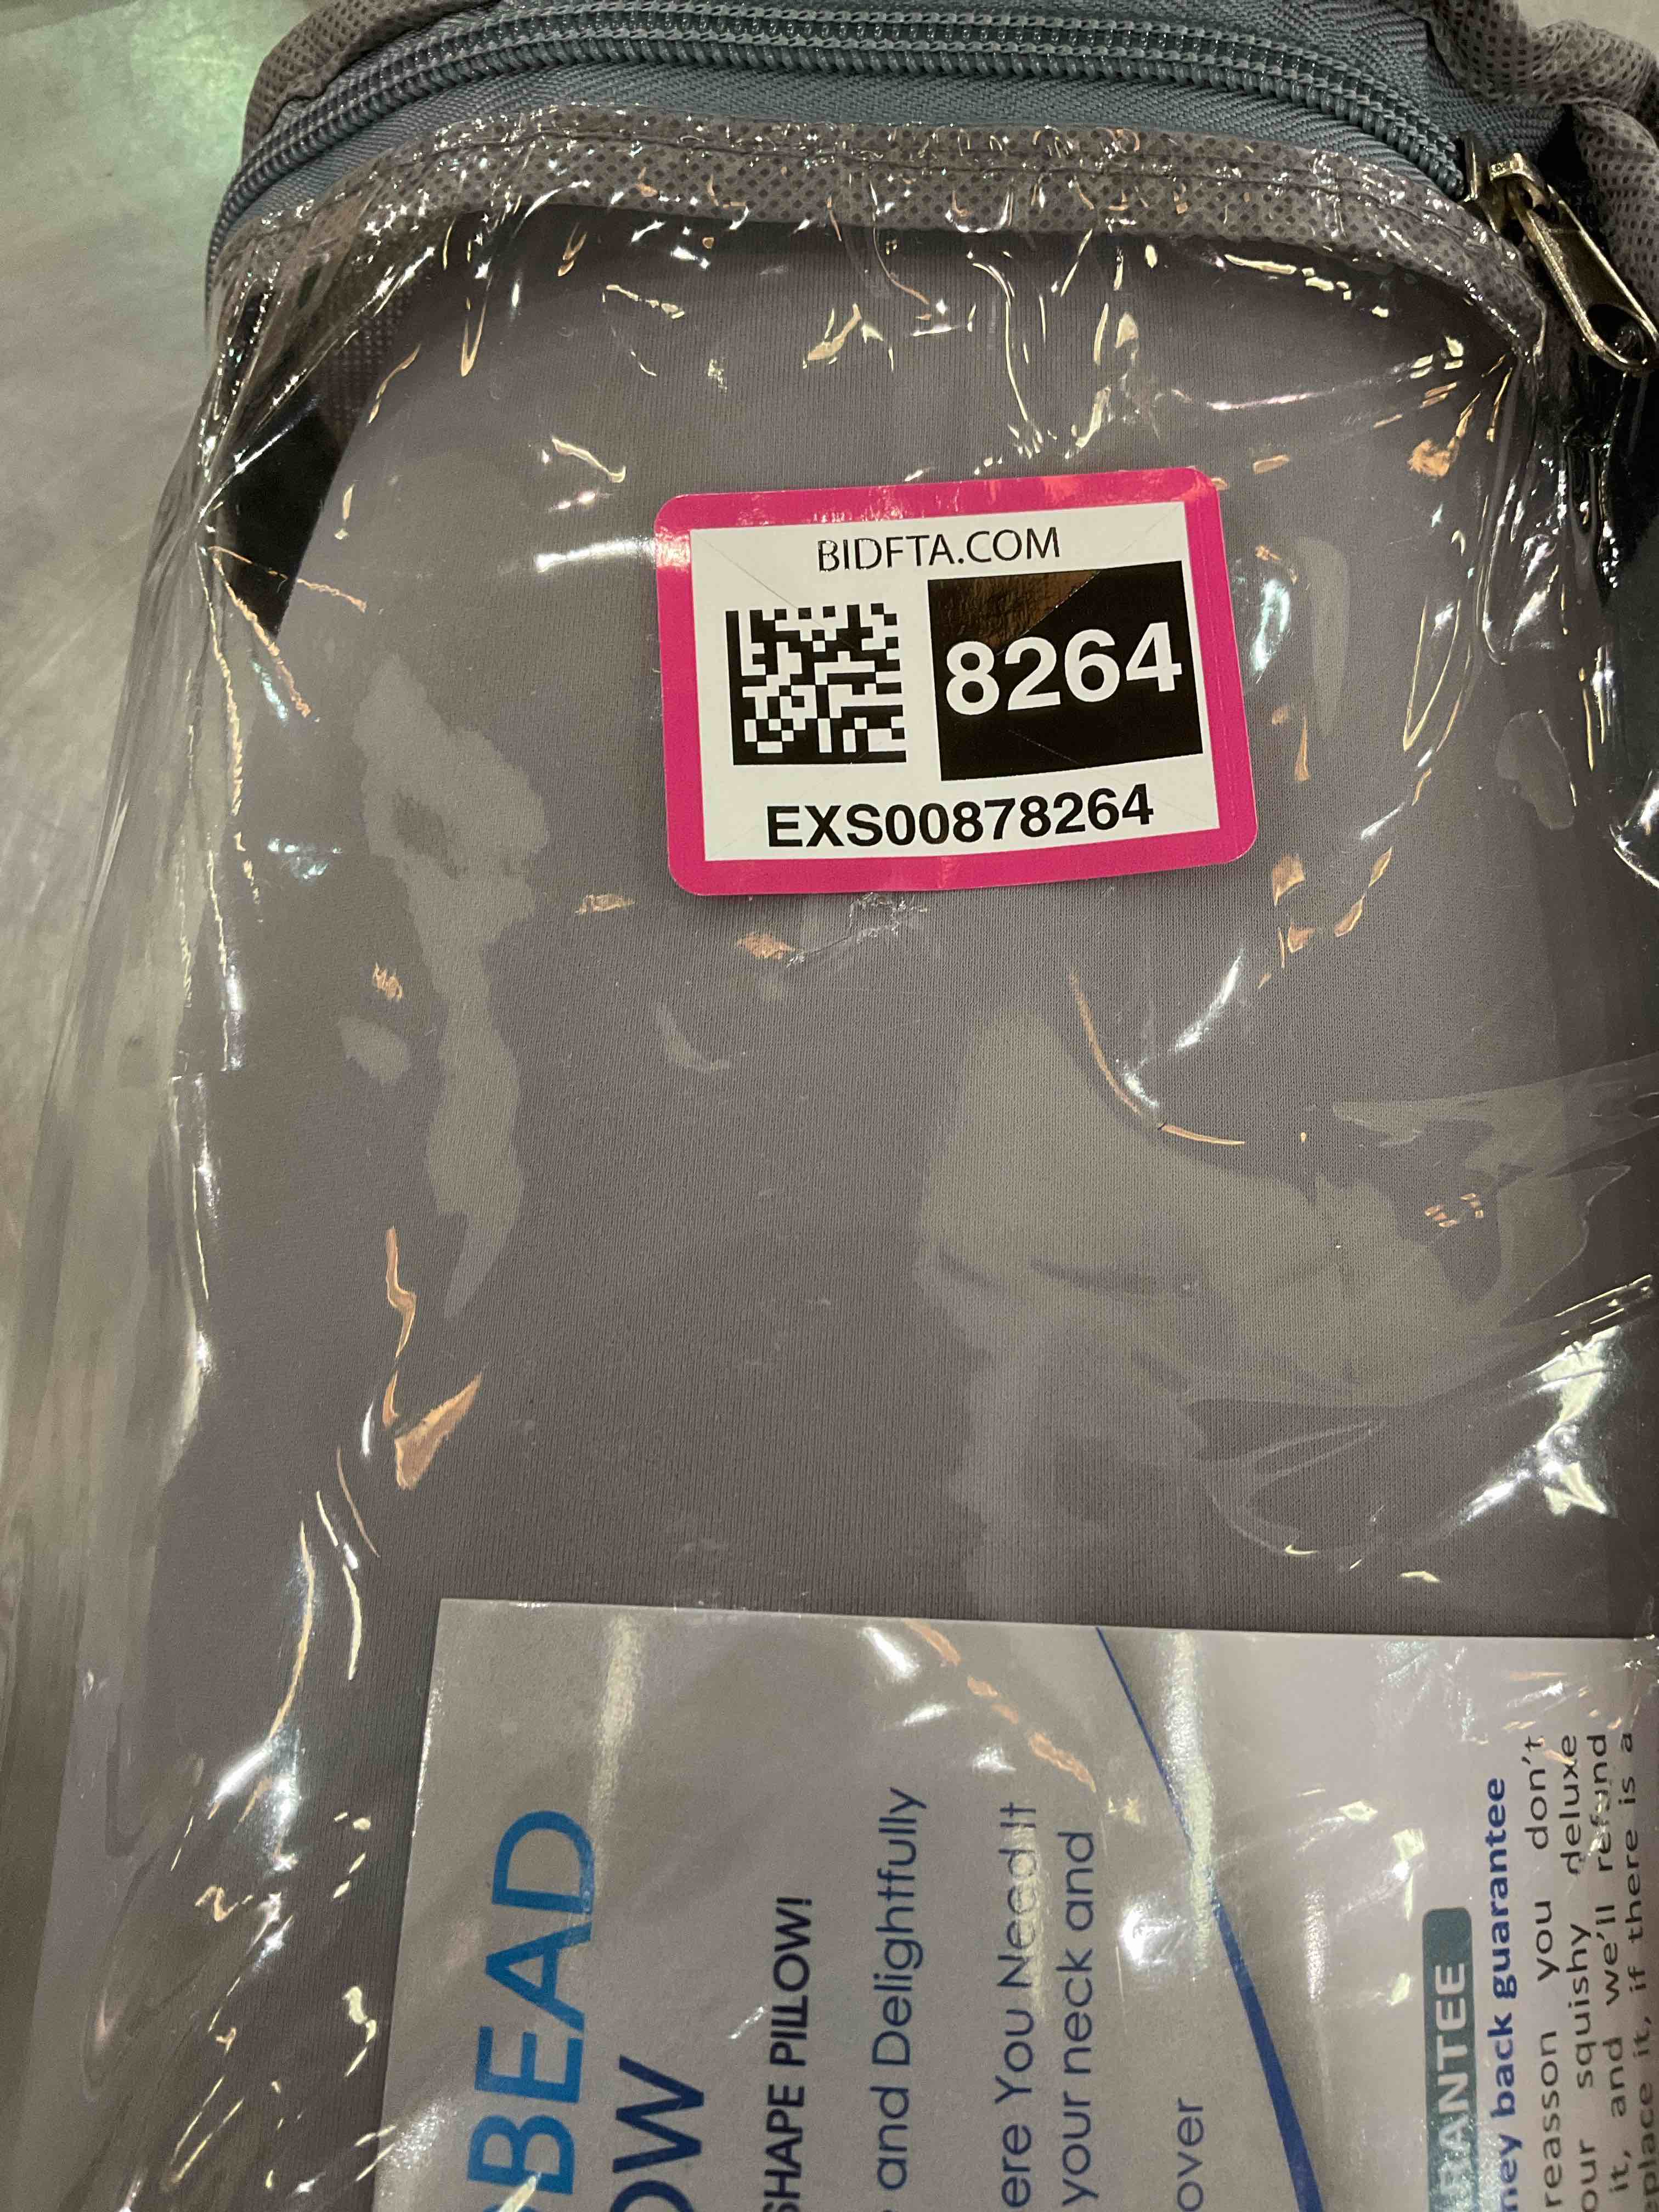 BIDFTA.COM
8264
EXS00878264
BEAD
OW
SHAPE PILLOW!
and Delightfully
ere You Need It
your neck and
over
RANTEE
ney back guarantee
reasson you don't
our squishy deluxe
it, and we'll refund
eplace it, if there is a